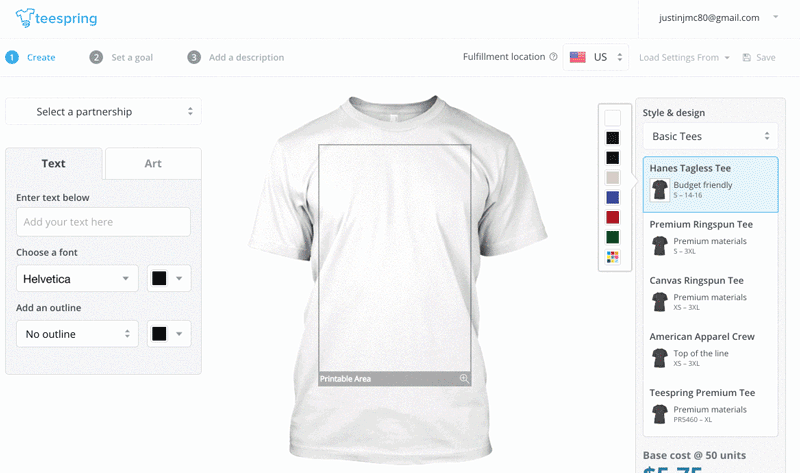 teespring
justinjmc80@gmail.com
1 Create
2 Set a goal
3 Add a description
Fulfillment location ?
US
Load Settings From
Save
Select a partnership
Text
Art
Enter text below
Add your text here
Choose a font
Helvetica
Add an outline
No outline
Printable Area
Style & design
Basic Tees
Hanes Tagless Tee
Budget friendly
S – 14-16
Premium Ringspun Tee
Premium materials
S – 3XL
Canvas Ringspun Tee
Premium materials
XS – 3XL
American Apparel Crew
Top of the line
XS – 3XL
Teespring Premium Tee
Premium materials
PRS460 – XL
Base cost @ 50 units
$5.75